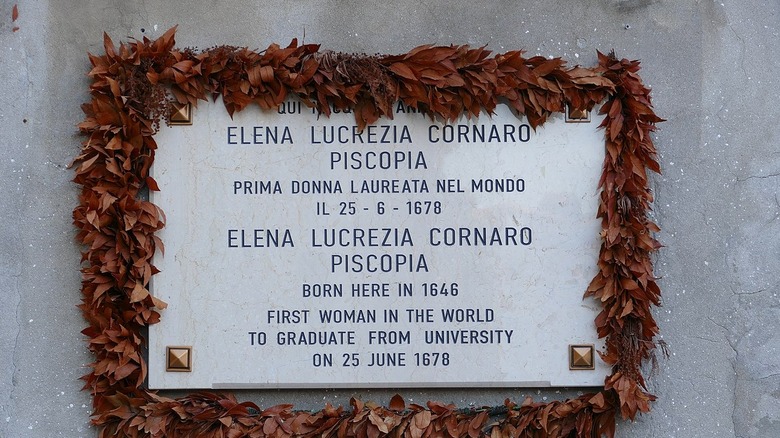 QUI
ELENA LUCREZIA CORNARO
PISCOPIA
PRIMA DONNA LAUREATA NEL MONDO
IL 25 - 6 - 1678
ELENA LUCREZIA CORNARO
PISCOPIA
BORN HERE IN 1646
FIRST WOMAN IN THE WORLD
TO GRADUATE FROM UNIVERSITY
ON 25 JUNE 1678